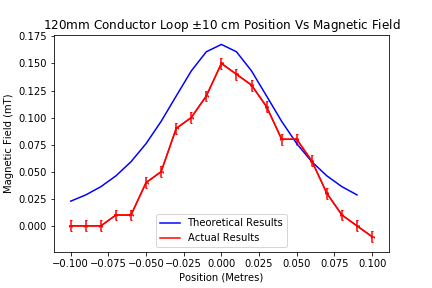 120mm Conductor Loop ±10 cm Position Vs Magnetic Field
0.175
0.150
0.125
0.100
0.075
0.050
0.025
0.000
Magnetic Field (mT)
Theoretical Results
Actual Results
−0.100 −0.075 −0.050 −0.025 0.000 0.025 0.050 0.075 0.100
Position (Metres)